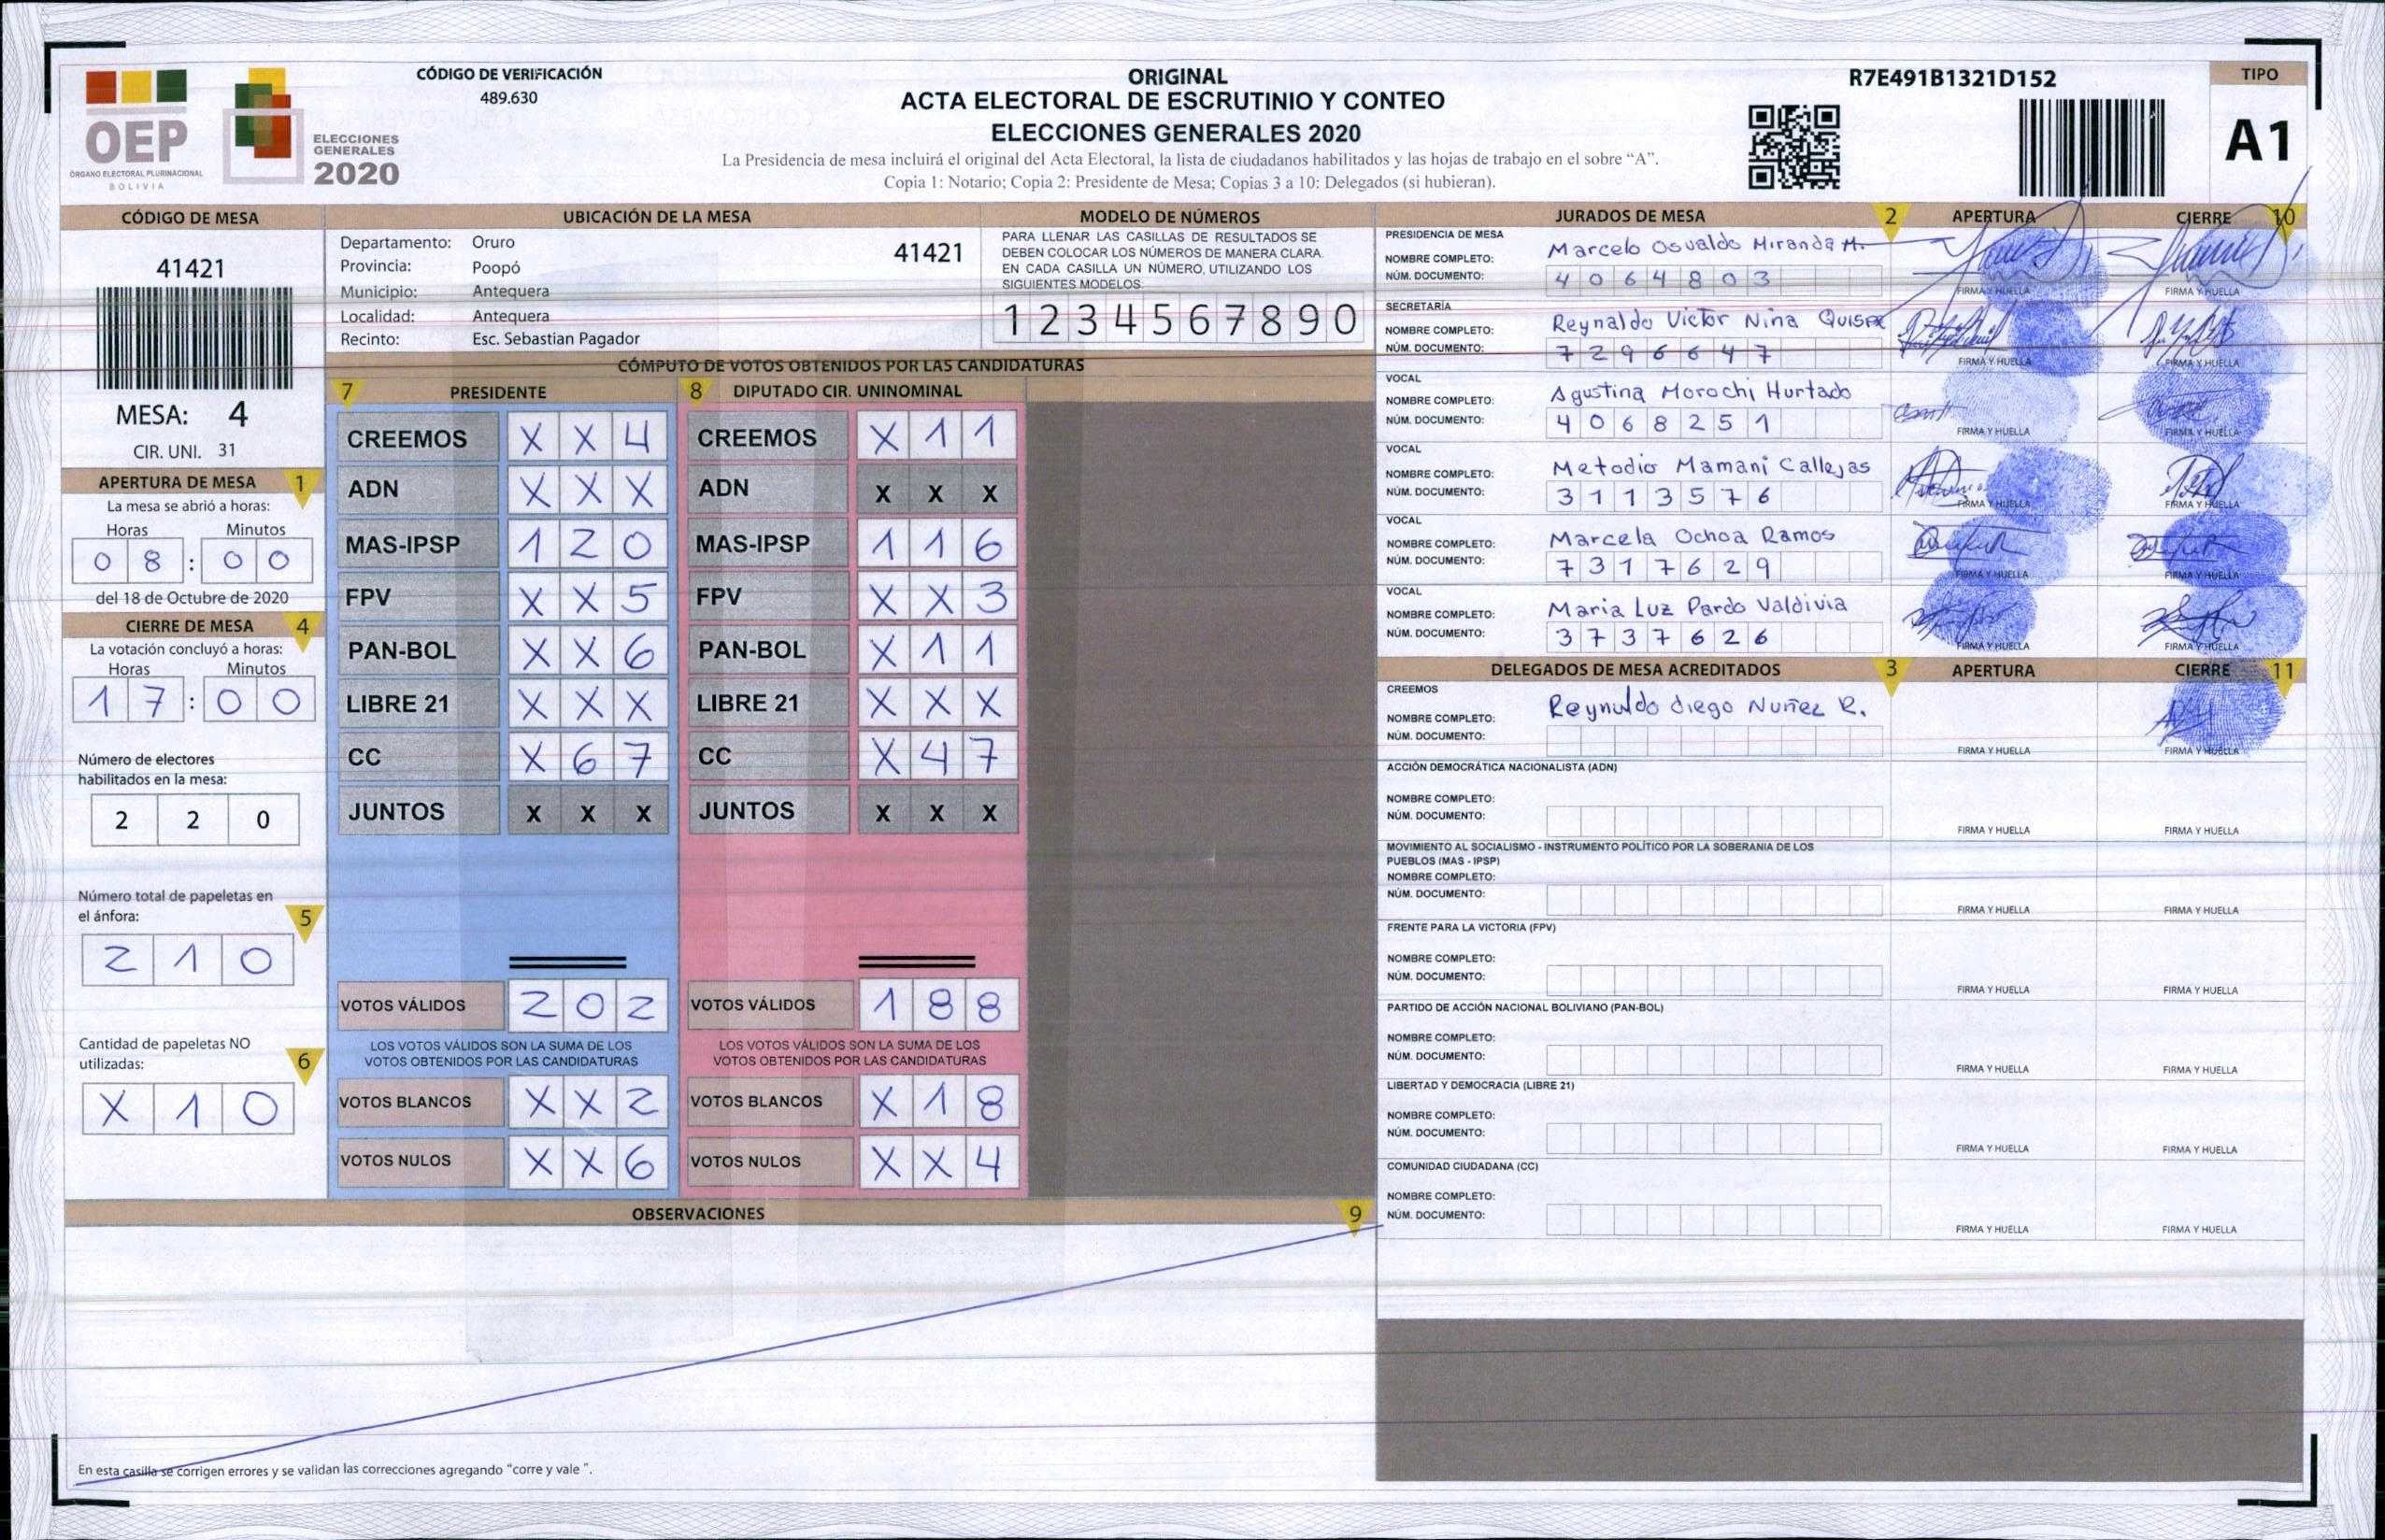 OEP
ÓRGANO ELECTORAL PLURINACIONAL
BOLIVIA
ELECCIONES
GENERALES
2020
CÓDIGO DE VERIFICACIÓN
489.630
ORIGINAL
ACTA ELECTORAL DE ESCRUTINIO Y CONTEO
ELECCIONES GENERALES 2020
La Presidencia de mesa incluirá el original del Acta Electoral, la lista de ciudadanos habilitados y las hojas de trabajo en el sobre “A”.
Copia 1: Notario; Copia 2: Presidente de Mesa; Copias 3 a 10: Delegados (si hubieran).
R7E491B1321D152
TIPO
A1
CÓDIGO DE MESA
41421
MESA: 4
CIR. UNI. 31
APERTURA DE MESA 1
La mesa se abrió a horas:
Horas Minutos
0 8 : 0 0
del 18 de Octubre de 2020
CIERRE DE MESA 4
La votación concluyó a horas:
Horas Minutos
1 7 : 0 0
Número de electores
habilitados en la mesa:
2 2 0
Número total de papeletas en
el ánfora: 5
2 1 0
Cantidad de papeletas NO
utilizadas: 6
X 1 0
UBICACIÓN DE LA MESA
Departamento: Oruro 41421
Provincia: Poopó
Municipio: Antequera
Localidad: Antequera
Recinto: Esc. Sebastian Pagador
MODELO DE NÚMEROS
PARA LLENAR LAS CASILLAS DE RESULTADOS SE
DEBEN COLOCAR LOS NÚMEROS DE MANERA CLARA.
EN CADA CASILLA UN NÚMERO, UTILIZANDO LOS
SIGUIENTES MODELOS:
1 2 3 4 5 6 7 8 9 0
CÓMPUTO DE VOTOS OBTENIDOS POR LAS CANDIDATURAS
7 PRESIDENTE 8 DIPUTADO CIR. UNINOMINAL
CREEMOS X X 4 CREEMOS X 1 1
ADN X X X ADN X X X
MAS-IPSP 1 2 0 MAS-IPSP 1 1 6
FPV X X 5 FPV X X 3
PAN-BOL X X 6 PAN-BOL X 1 1
LIBRE 21 X X X LIBRE 21 X X X
CC X 6 7 CC X 4 7
JUNTOS X X X JUNTOS X X X
VOTOS VÁLIDOS 2 0 2 VOTOS VÁLIDOS 1 8 8
LOS VOTOS VÁLIDOS SON LA SUMA DE LOS LOS VOTOS VÁLIDOS SON LA SUMA DE LOS
VOTOS OBTENIDOS POR LAS CANDIDATURAS VOTOS OBTENIDOS POR LAS CANDIDATURAS
VOTOS BLANCOS X X 2 VOTOS BLANCOS X 1 8
VOTOS NULOS X X 6 VOTOS NULOS X X 4
OBSERVACIONES 9
En esta casilla se corrigen errores y se validan las correcciones agregando “corre y vale ”.
JURADOS DE MESA 2 APERTURA CIERRE 10
PRESIDENCIA DE MESA
NOMBRE COMPLETO: Marcelo Osvaldo Miranda M.
NÚM. DOCUMENTO: 4 0 6 4 8 0 3
FIRMA Y HUELLA FIRMA Y HUELLA
SECRETARÍA
NOMBRE COMPLETO: Reynaldo Victor Nina Quispe
NÚM. DOCUMENTO: 7 2 9 6 6 4 7
FIRMA Y HUELLA FIRMA Y HUELLA
VOCAL
NOMBRE COMPLETO: Agustina Morochi Hurtado
NÚM. DOCUMENTO: 4 0 6 8 2 5 1
FIRMA Y HUELLA FIRMA Y HUELLA
VOCAL
NOMBRE COMPLETO: Metodio Mamani Callejas
NÚM. DOCUMENTO: 3 1 1 3 5 7 6
FIRMA Y HUELLA FIRMA Y HUELLA
VOCAL
NOMBRE COMPLETO: Marcela Ochoa Ramos
NÚM. DOCUMENTO: 7 3 1 7 6 2 9
FIRMA Y HUELLA FIRMA Y HUELLA
VOCAL
NOMBRE COMPLETO: Maria Luz Pardo Valdivia
NÚM. DOCUMENTO: 3 7 3 7 6 2 6
FIRMA Y HUELLA FIRMA Y HUELLA
DELEGADOS DE MESA ACREDITADOS 3 APERTURA CIERRE 11
CREEMOS
NOMBRE COMPLETO: Reynaldo diego Nuñez R.
NÚM. DOCUMENTO:
FIRMA Y HUELLA FIRMA Y HUELLA
ACCIÓN DEMOCRÁTICA NACIONALISTA (ADN)
NOMBRE COMPLETO:
NÚM. DOCUMENTO:
FIRMA Y HUELLA FIRMA Y HUELLA
MOVIMIENTO AL SOCIALISMO - INSTRUMENTO POLÍTICO POR LA SOBERANIA DE LOS
PUEBLOS (MAS - IPSP)
NOMBRE COMPLETO:
NÚM. DOCUMENTO:
FIRMA Y HUELLA FIRMA Y HUELLA
FRENTE PARA LA VICTORIA (FPV)
NOMBRE COMPLETO:
NÚM. DOCUMENTO:
FIRMA Y HUELLA FIRMA Y HUELLA
PARTIDO DE ACCIÓN NACIONAL BOLIVIANO (PAN-BOL)
NOMBRE COMPLETO:
NÚM. DOCUMENTO:
FIRMA Y HUELLA FIRMA Y HUELLA
LIBERTAD Y DEMOCRACIA (LIBRE 21)
NOMBRE COMPLETO:
NÚM. DOCUMENTO:
FIRMA Y HUELLA FIRMA Y HUELLA
COMUNIDAD CIUDADANA (CC)
NOMBRE COMPLETO:
NÚM. DOCUMENTO:
FIRMA Y HUELLA FIRMA Y HUELLA